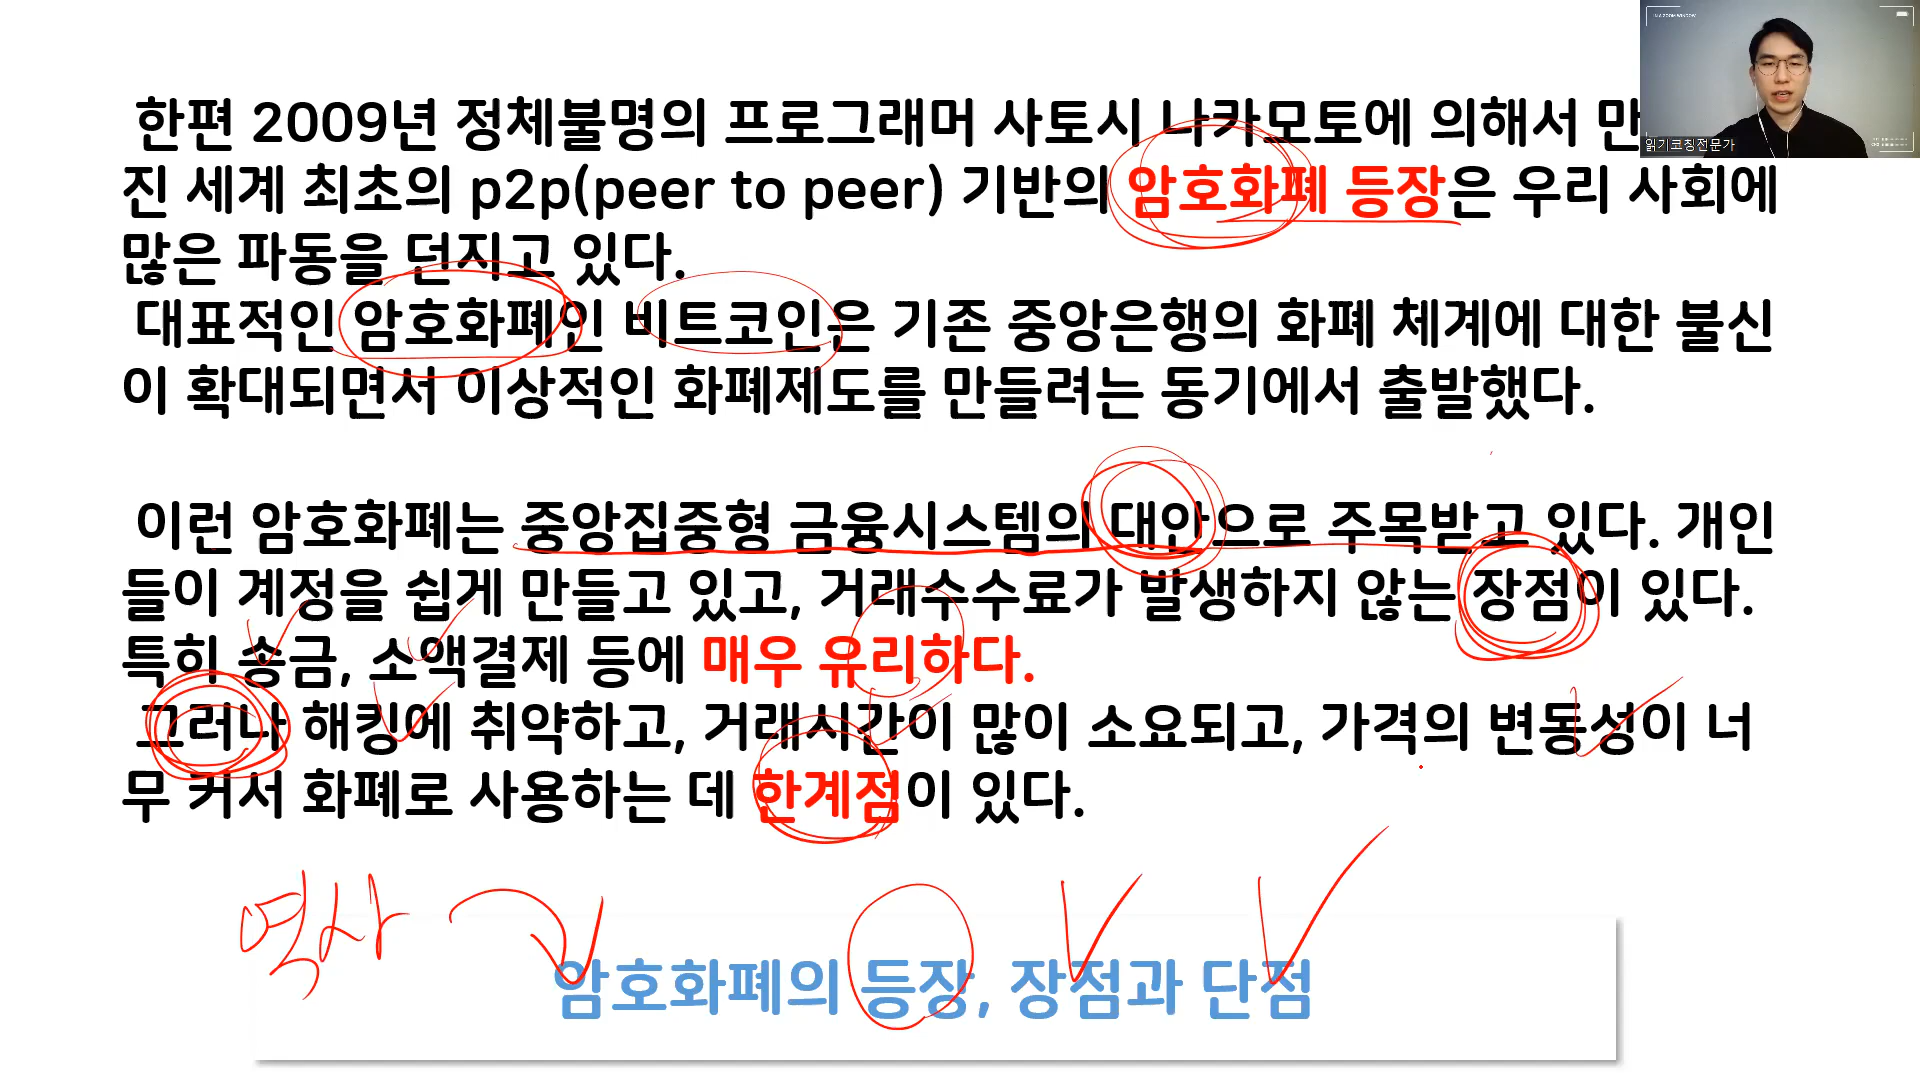 한편 2009년 정체불명의 프로그래머 사토시 나카모토에 의해서 만
진 세계 최초의 p2p(peer to peer) 기반의 암호화폐 등장은 우리 사회에
많은 파동을 던지고 있다.
대표적인 암호화폐인 비트코인은 기존 중앙은행의 화폐 체계에 대한 불신
이 확대되면서 이상적인 화폐제도를 만들려는 동기에서 출발했다.
이런 암호화폐는 중앙집중형 금융시스템의 대안으로 주목받고 있다. 개인
들이 계정을 쉽게 만들고 있고, 거래수수료가 발생하지 않는 장점이 있다.
특히 송금, 소액결제 등에 매우 유리하다.
그러나 해킹에 취약하고, 거래시간이 많이 소요되고, 가격의 변동성이 너
무 커서 화폐로 사용하는 데 한계점이 있다.
역사
암호화폐의 등장, 장점과 단점
읽기코칭전문가